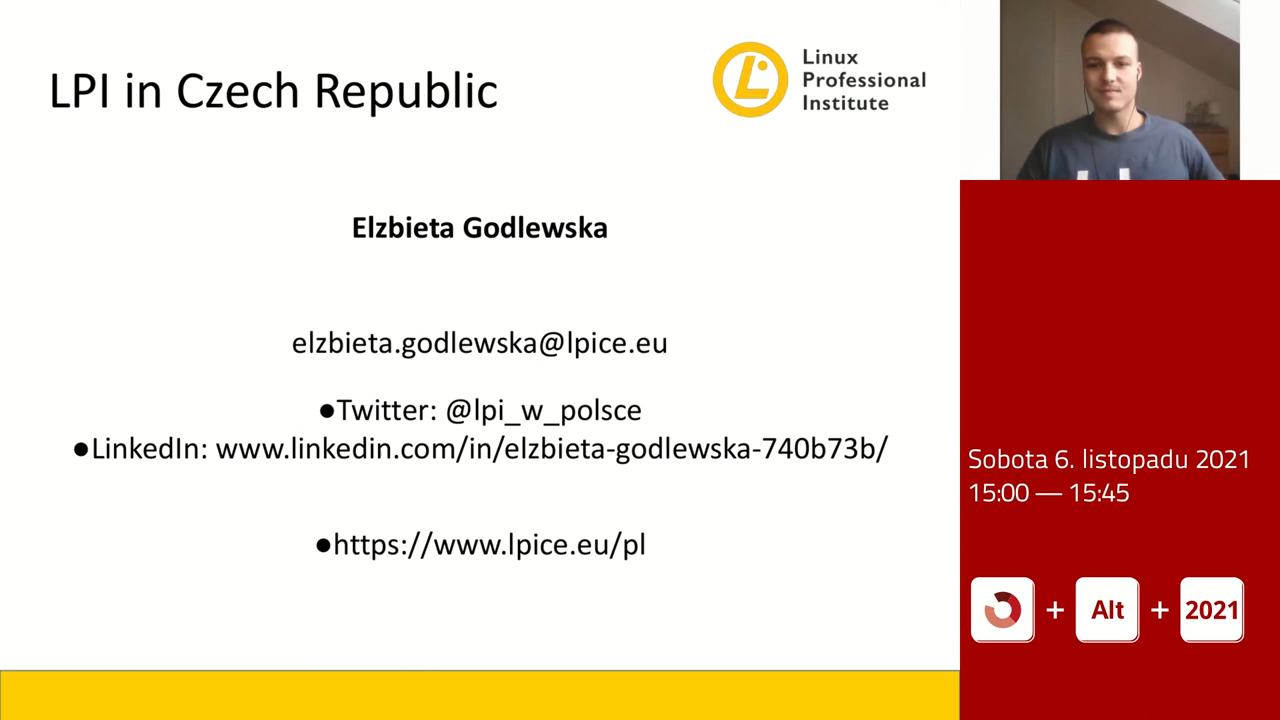 LPI in Czech Republic
Linux
Professional
Institute
Elzbieta Godlewska
elzbieta.godlewska@lpice.eu
●Twitter: @lpi_w_polsce
●LinkedIn: www.linkedin.com/in/elzbieta-godlewska-740b73b/
●https://www.lpice.eu/pl
Sobota 6. listopadu 2021
15:00 — 15:45
+ Alt + 2021